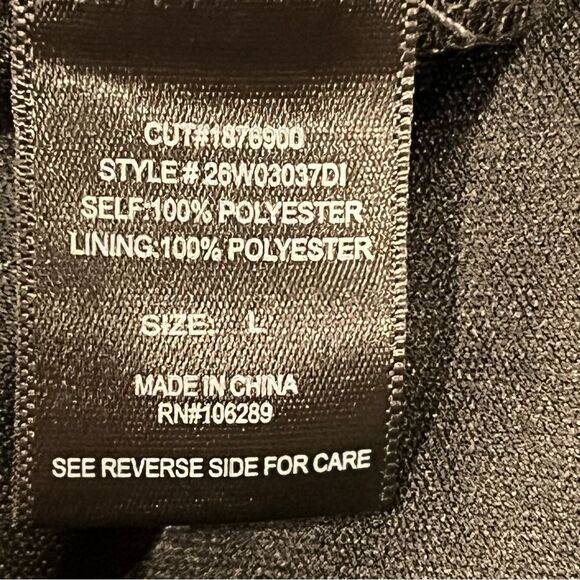 CUT#1876900
STYLE:# 26W03037DI
SELF:100% POLYESTER
LINING:100% POLYESTER
SIZE: L
MADE IN CHINA
RN#106289
SEE REVERSE SIDE FOR CARE